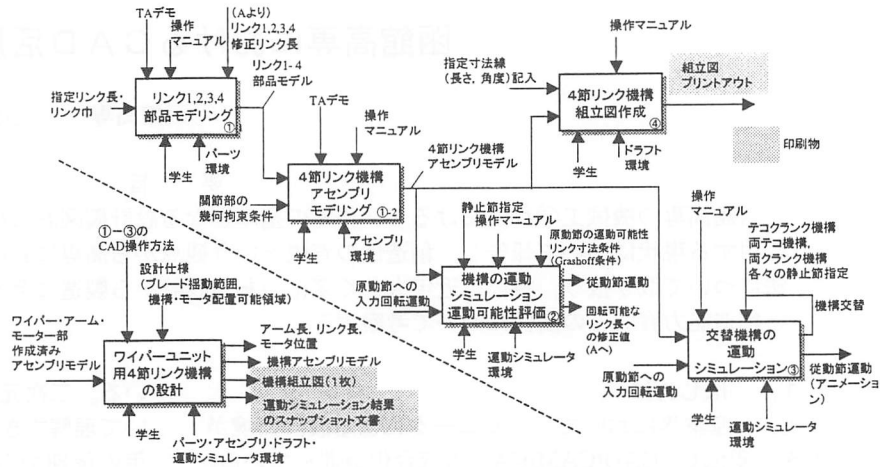 TAデモ
操作
マニュアル
(Aより)
リンク1,2,3,4
修正リンク長
リンク1-4
部品モデル
指定リンク長・
リンク巾
リンク1,2,3,4
部品モデリング
学生
パーツ
環境
TAデモ
操作
マニュアル
関節部の
幾何拘束条件
4節リンク機構
アセンブリ
モデリング ①-2
学生
アセンブリ
環境
4節リンク機構
アセンブリモデル
操作マニュアル
指定寸法線
(長さ, 角度)記入
4節リンク機構
組立図作成
④
学生
ドラフト
環境
組立図
プリントアウト
印刷物
静止節指定
操作マニュアル
原動節の運動可能性
リンク寸法条件
(Grashoff条件)
原動節への
入力回転運動
機構の運動
シミュレーション
運動可能性評価 ②
従動節運動
回転可能な
リンク長へ
の修正値
(Aへ)
学生
運動シミュレータ
環境
操作
マニュアル
テコクランク機構
両テコ機構,
両クランク機構
各々の静止節指定
機構交替
交替機構の
運動
シミュレーション ③
原動節への
入力回転運動
従動節運動
(アニメーショ
ン)
学生
運動シミュレータ
環境
①-③の
CAD操作方法
設計仕様
(ブレード揺動範囲,
機構・モータ配置可能領域)
ワイパー・アーム・
モーター部
作成済み
アセンブリモデル
ワイパーユニット
用4節リンク機構
の設計
アーム長, リンク長,
モータ位置
機構アセンブリモデル
機構組立図(1枚)
運動シミュレーション結果
のスナップショット文書
学生
パーツ・アセンブリ・ドラフト・
運動シミュレータ環境